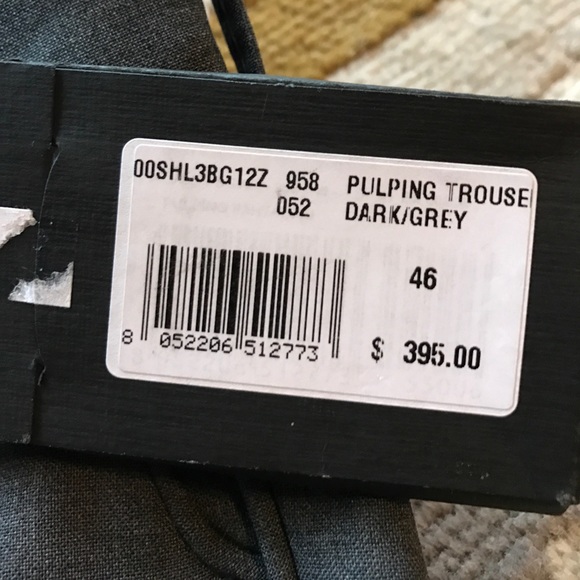 00SHL3BG12Z 958 PULPING TROUSE
052 DARK/GREY
46
8 052206 512773
$ 395.00